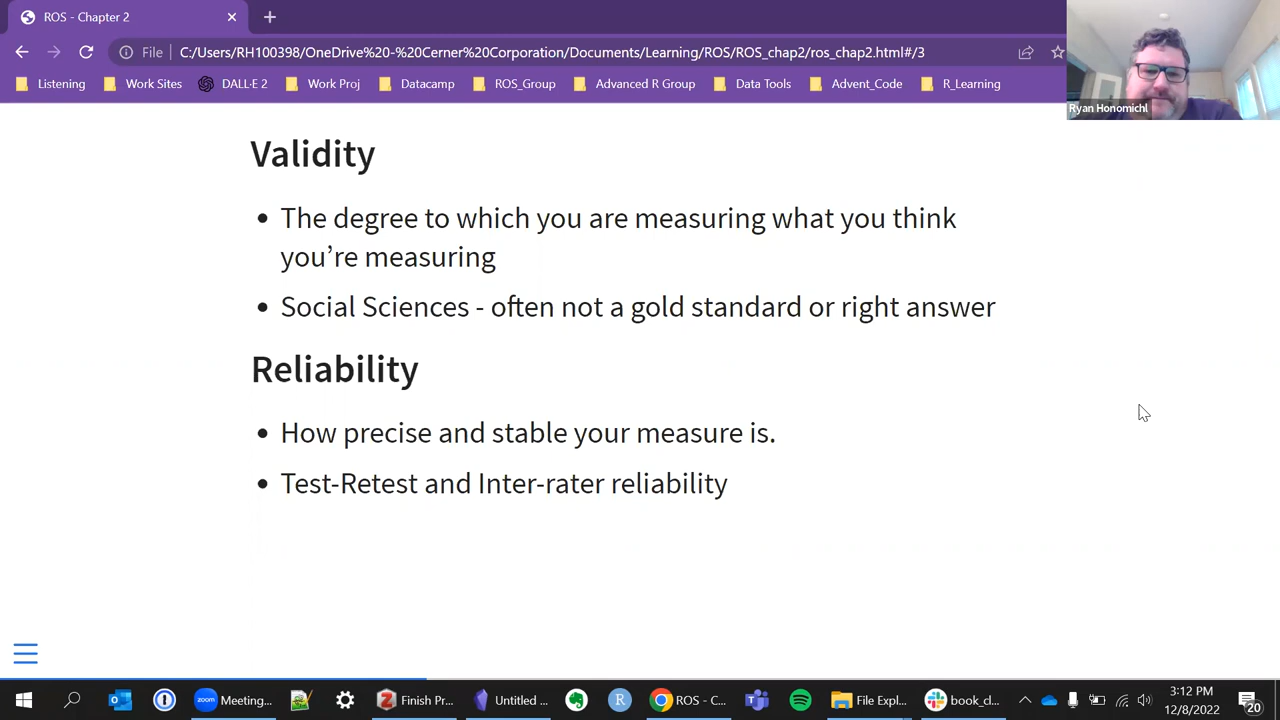 ROS - Chapter 2
File C:/Users/RH100398/OneDrive%20-%20Cerner%20Corporation/Documents/Learning/ROS/ROS_chap2/ros_chap2.html#/3
Listening Work Sites DALL·E 2 Work Proj Datacamp ROS_Group Advanced R Group Data Tools Advent_Code R_Learning
Ryan Honomichl
Validity
• The degree to which you are measuring what you think
you’re measuring
• Social Sciences - often not a gold standard or right answer
Reliability
• How precise and stable your measure is.
• Test-Retest and Inter-rater reliability
zoom Meeting... Finish Pr... Untitled ... R ROS - C... File Expl... book_d...
3:12 PM
12/8/2022
20